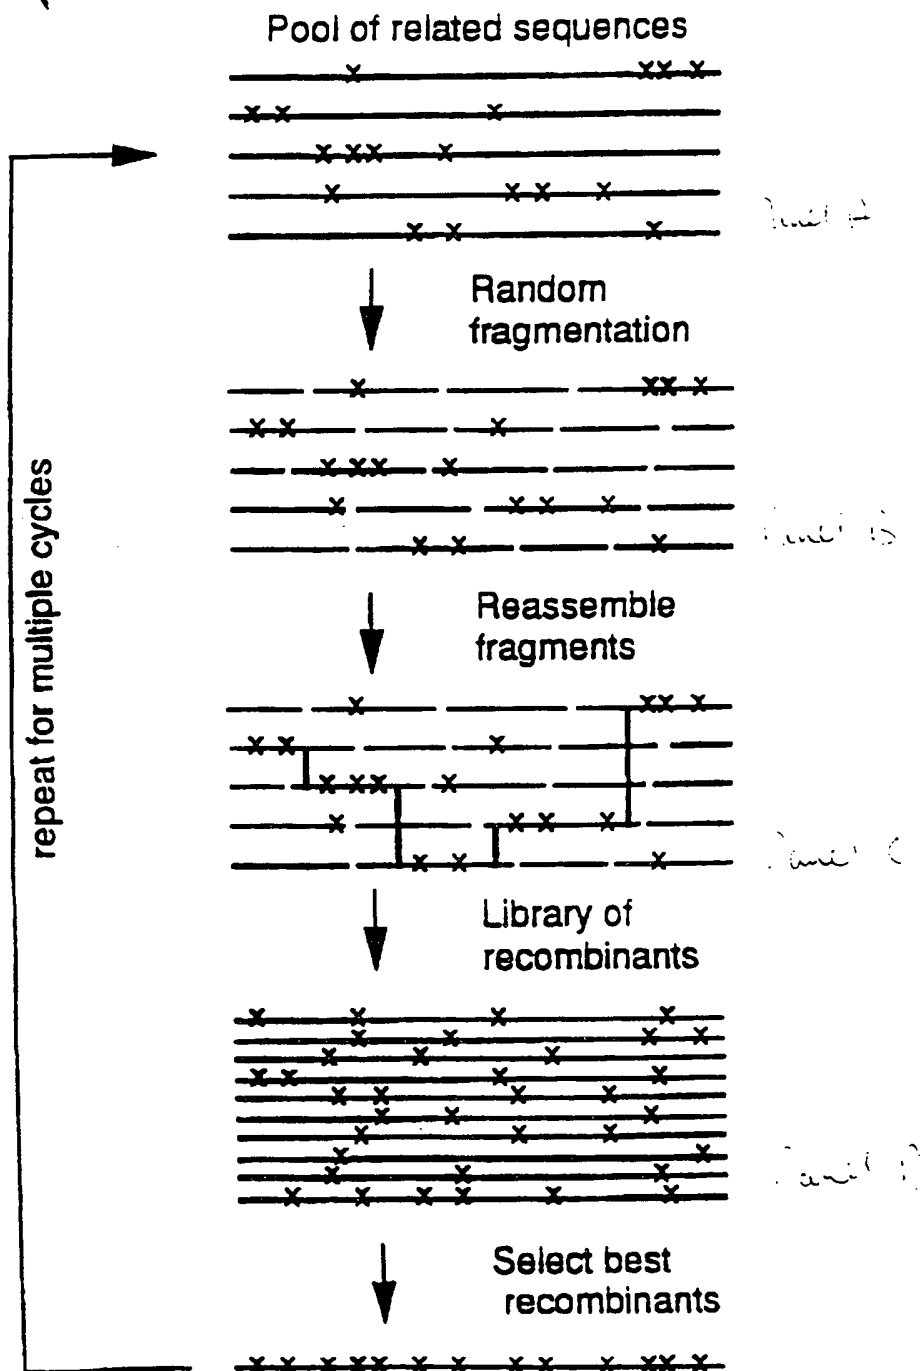 Pool of related sequences
Random
fragmentation
Reassemble
fragments
repeat for multiple cycles
Library of
recombinants
Select best
recombinants